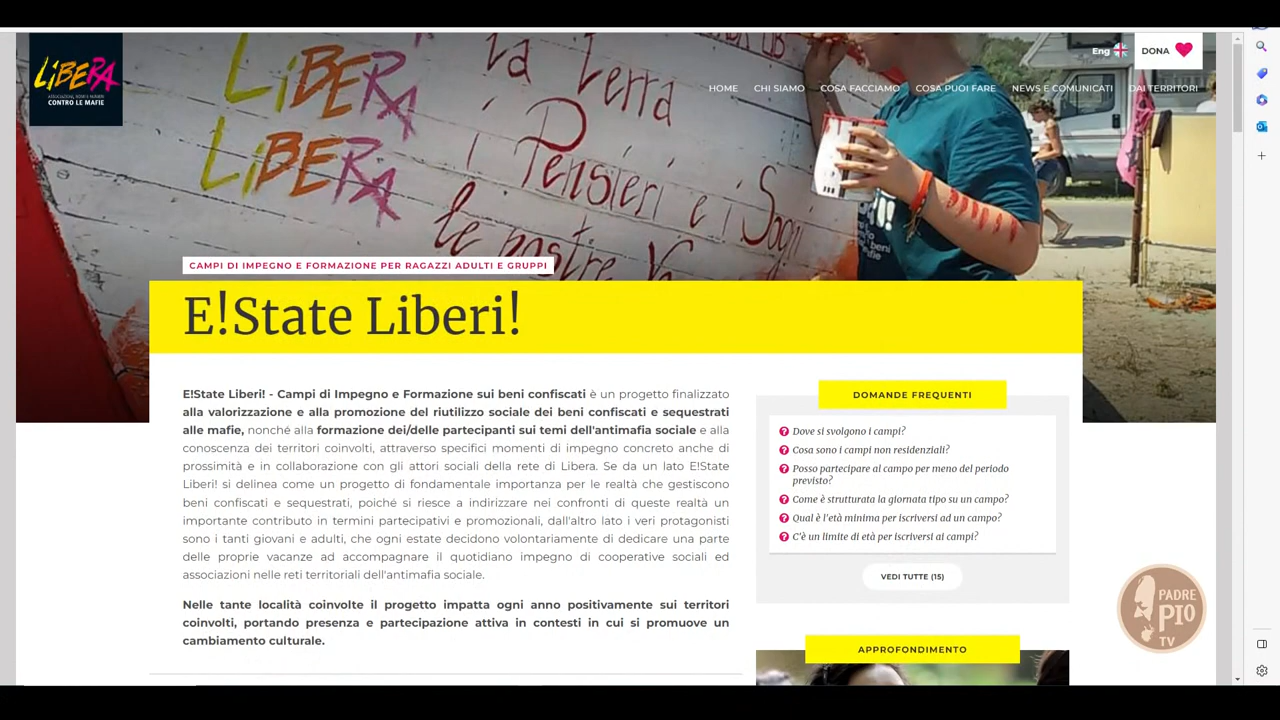 LIBERA
ASSOCIAZIONI, NOMI E NUMERI
CONTRO LE MAFIE
Eng
DONA
HOME CHI SIAMO COSA FACCIAMO COSA PUOI FARE NEWS E COMUNICATI DAI TERRITORI
LIBERA
LIBERA
la Terra
i Pensieri e i Sogni
le nostre
CAMPI DI IMPEGNO E FORMAZIONE PER RAGAZZI ADULTI E GRUPPI
E!State Liberi!
E!State Liberi! - Campi di Impegno e Formazione sui beni confiscati è un progetto finalizzato
alla valorizzazione e alla promozione del riutilizzo sociale dei beni confiscati e sequestrati
alle mafie, nonché alla formazione dei/delle partecipanti sui temi dell'antimafia sociale e alla
conoscenza dei territori coinvolti, attraverso specifici momenti di impegno concreto anche di
prossimità e in collaborazione con gli attori sociali della rete di Libera. Se da un lato E!State
Liberi! si delinea come un progetto di fondamentale importanza per le realtà che gestiscono
beni confiscati e sequestrati, poiché si riesce a indirizzare nei confronti di queste realtà un
importante contributo in termini partecipativi e promozionali, dall'altro lato i veri protagonisti
sono i tanti giovani e adulti, che ogni estate decidono volontariamente di dedicare una parte
delle proprie vacanze ad accompagnare il quotidiano impegno di cooperative sociali ed
associazioni nelle reti territoriali dell'antimafia sociale.
Nelle tante località coinvolte il progetto impatta ogni anno positivamente sui territori
coinvolti, portando presenza e partecipazione attiva in contesti in cui si promuove un
cambiamento culturale.
DOMANDE FREQUENTI
Dove si svolgono i campi?
Cosa sono i campi non residenziali?
Posso partecipare al campo per meno del periodo
previsto?
Come è strutturata la giornata tipo su un campo?
Qual è l'età minima per iscriversi ad un campo?
C'è un limite di età per iscriversi ai campi?
VEDI TUTTE (15)
APPROFONDIMENTO
PADRE
PIO
TV